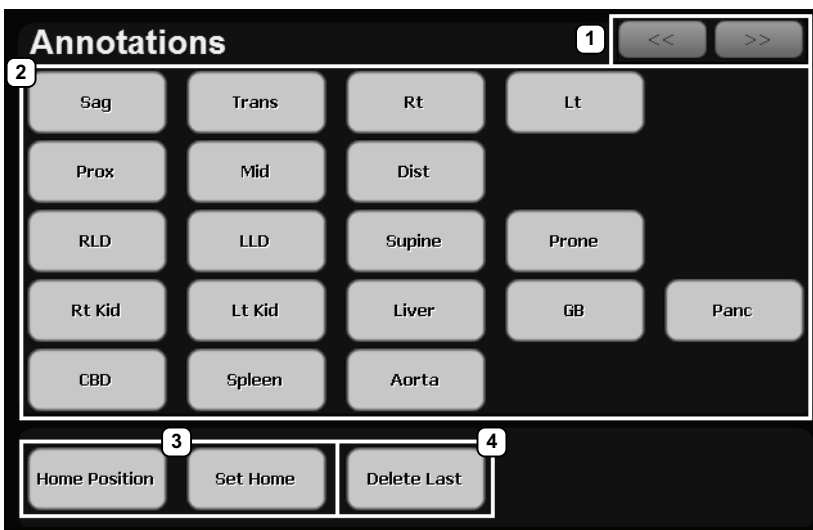 Annotations
1
<< >>
2
Sag Trans Rt Lt
Prox Mid Dist
RLD LLD Supine Prone
Rt Kid Lt Kid Liver GB Panc
CBD Spleen Aorta
3 4
Home Position Set Home Delete Last